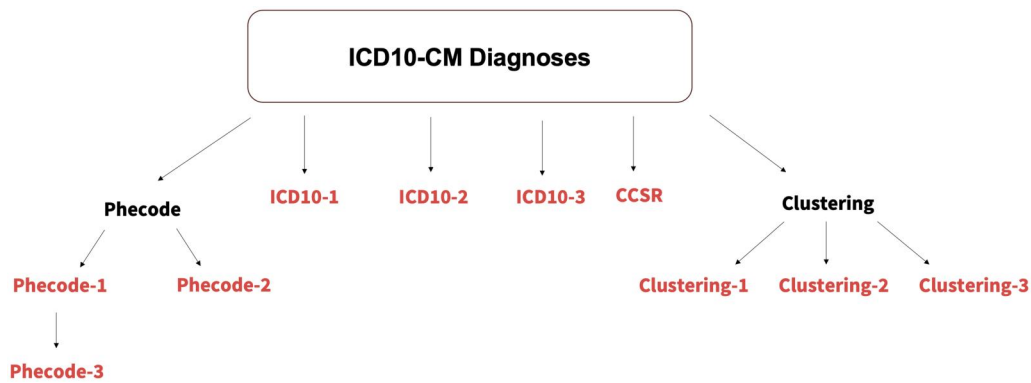 ICD10-CM Diagnoses
ICD10-1
ICD10-2
ICD10-3
CCSR
Phecode
Clustering
Phecode-1
Phecode-2
Clustering-1
Clustering-2
Clustering-3
Phecode-3